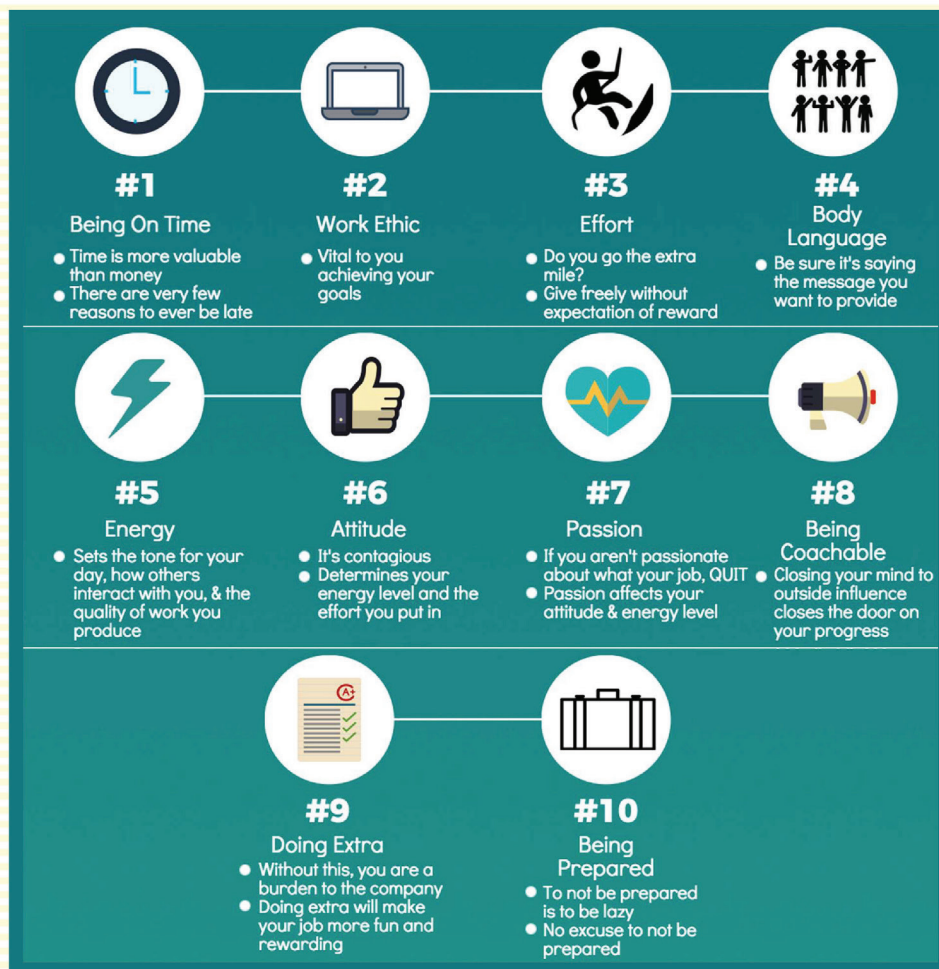 #1
Being On Time
Time is more valuable
than money
There are very few
reasons to ever be late
#2
Work Ethic
Vital to you
achieving your
goals
#3
Effort
Do you go the extra
mile?
Give freely without
expectation of reward
#4
Body
Language
Be sure it's saying
the message you
want to provide
#5
Energy
Sets the tone for your
day, how others
interact with you, & the
quality of work you
produce
#6
Attitude
It's contagious
Determines your
energy level and the
effort you put in
#7
Passion
If you aren't passionate
about what your job, QUIT
Passion affects your
attitude & energy level
#8
Being
Coachable
Closing your mind to
outside influence
closes the door on
your progress
A+
#9
Doing Extra
Without this, you are a
burden to the company
Doing extra will make
your job more fun and
rewarding
#10
Being
Prepared
To not be prepared
is to be lazy
No excuse to not be
prepared